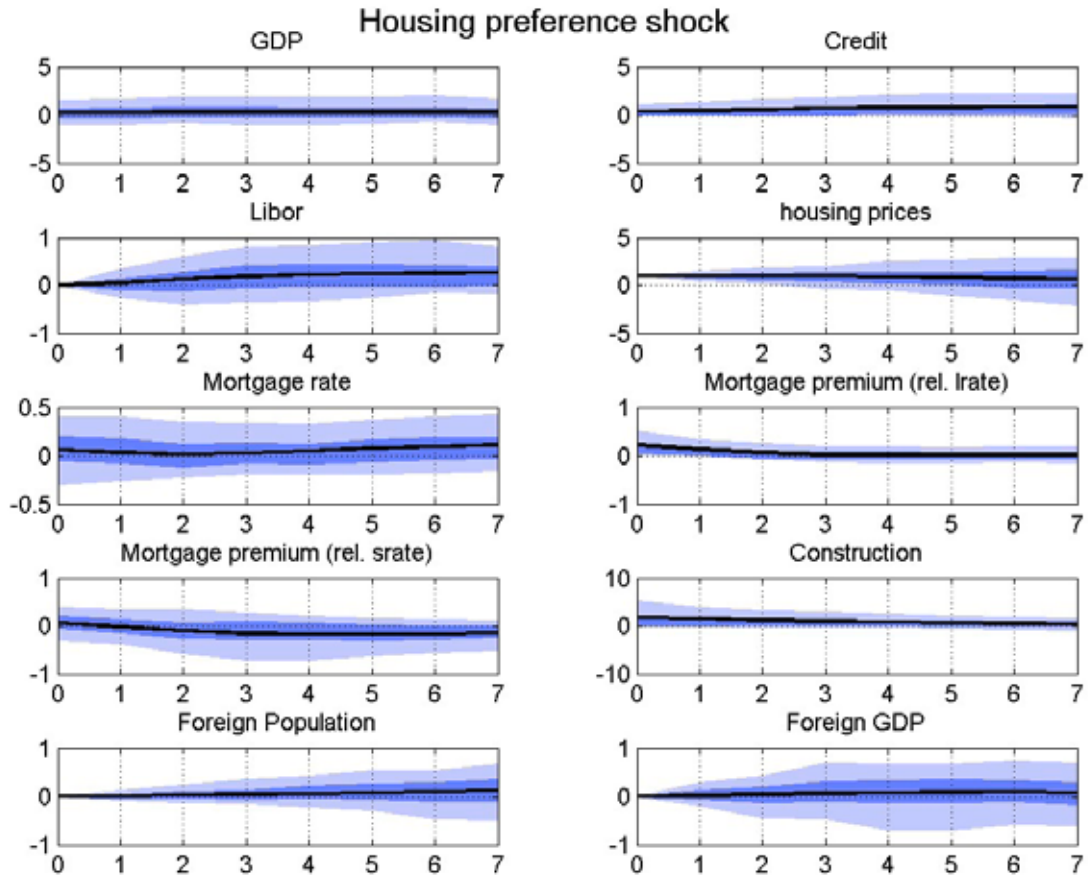 Housing preference shock
GDP
Credit
5
0
-5
0 1 2 3 4 5 6 7
5
0
-5
0 1 2 3 4 5 6 7
Libor
housing prices
1
0
-1
0 1 2 3 4 5 6 7
5
0
-5
0 1 2 3 4 5 6 7
Mortgage rate
Mortgage premium (rel. lrate)
0.5
0
-0.5
0 1 2 3 4 5 6 7
1
0
-1
0 1 2 3 4 5 6 7
Mortgage premium (rel. srate)
Construction
1
0
-1
0 1 2 3 4 5 6 7
10
0
-10
0 1 2 3 4 5 6 7
Foreign Population
Foreign GDP
1
0
-1
0 1 2 3 4 5 6 7
1
0
-1
0 1 2 3 4 5 6 7